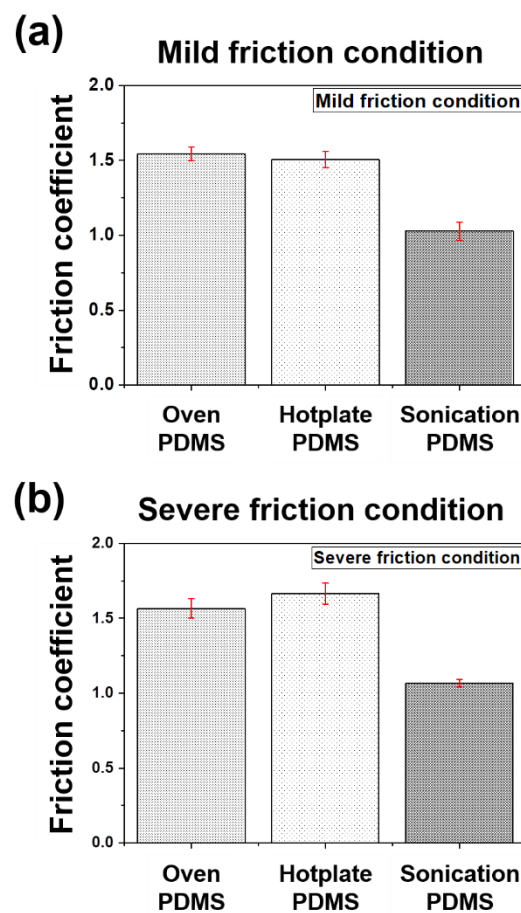 (a)
Mild friction condition
Mild friction condition
Friction coefficient
2.0
1.5
1.0
0.5
0.0
Oven
PDMS
Hotplate
PDMS
Sonication
PDMS
(b)
Severe friction condition
Severe friction condition
Friction coefficient
2.0
1.5
1.0
0.5
0.0
Oven
PDMS
Hotplate
PDMS
Sonication
PDMS